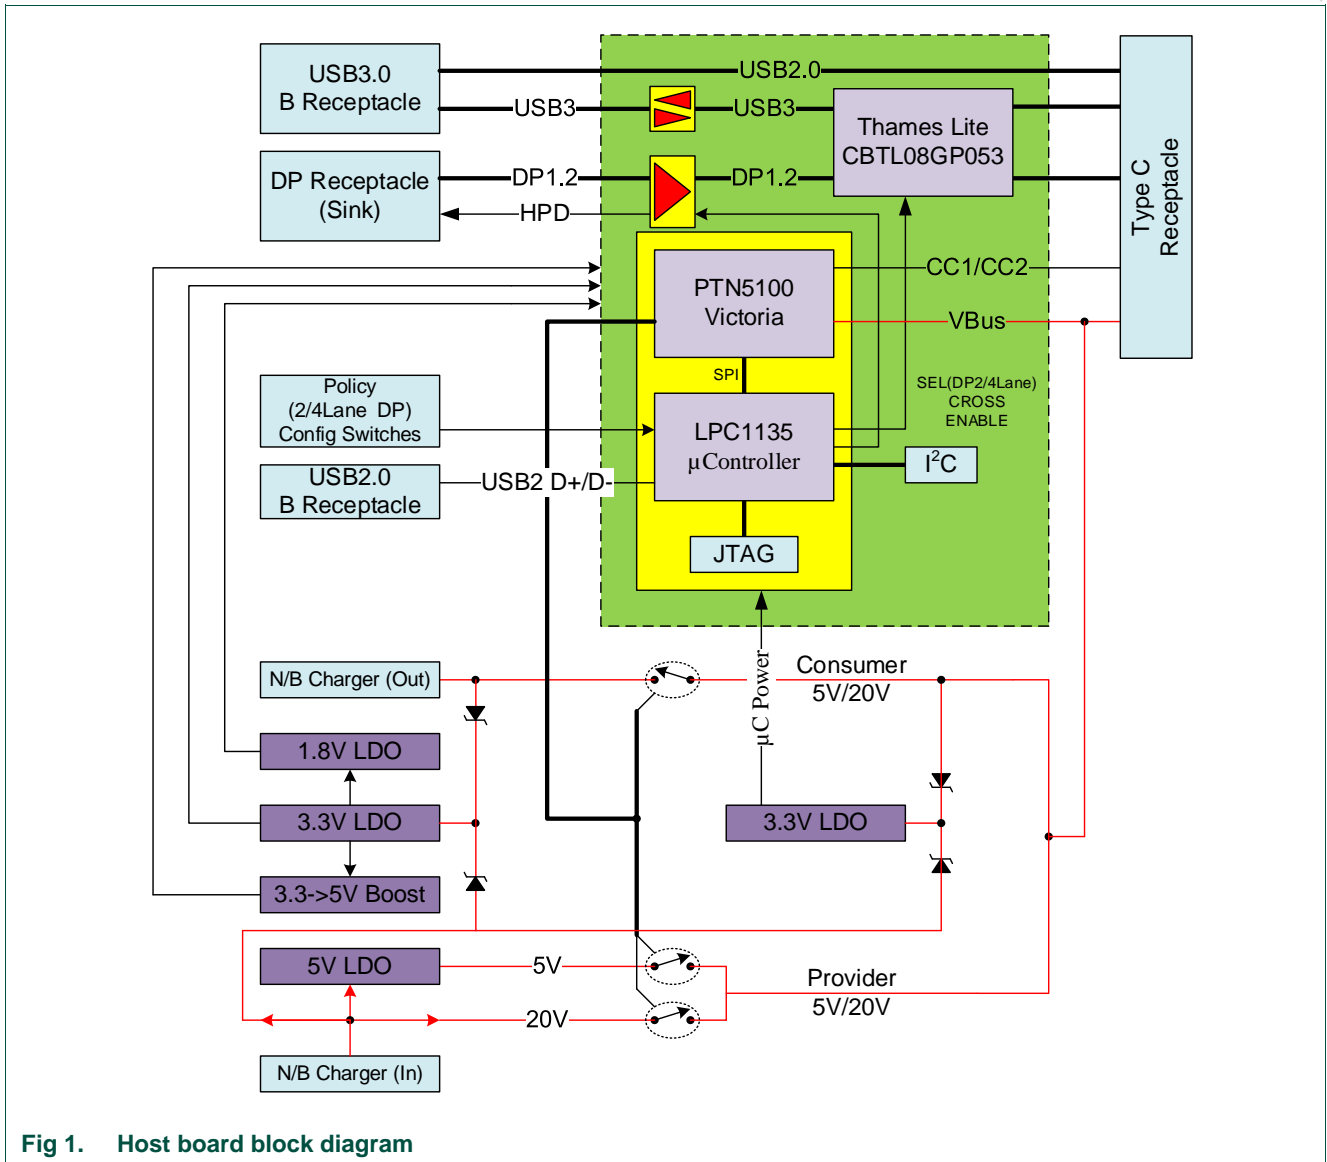 USB3.0
B Receptacle
USB2.0
USB3
USB3
Thames Lite
CBTL08GP053
Type C
Receptacle
DP Receptacle
(Sink)
DP1.2
DP1.2
HPD
PTN5100
Victoria
CC1/CC2
VBus
SPI
Policy
(2/4Lane DP)
Config Switches
SEL(DP2/4Lane)
CROSS
ENABLE
LPC1135
µController
I²C
USB2.0
B Receptacle
USB2 D+/D-
JTAG
N/B Charger (Out)
µC Power
Consumer
5V/20V
1.8V LDO
3.3V LDO
3.3V LDO
3.3->5V Boost
5V LDO
5V
Provider
5V/20V
20V
N/B Charger (In)
Fig 1. Host board block diagram